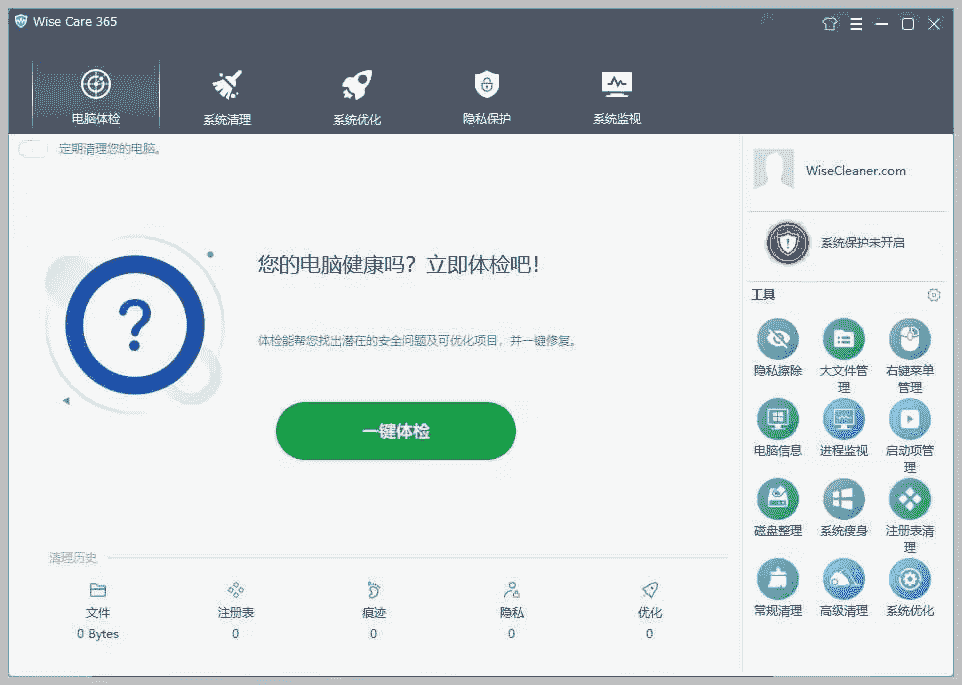 Wise Care 365
电脑体检
系统清理
系统优化
隐私保护
系统监视
定期清理您的电脑。
WiseCleaner.com
系统保护未开启
您的电脑健康吗？立即体检吧！
体检能帮您找出潜在的安全问题及可优化项目，并一键修复。
一键体检
工具
隐私擦除
大文件管
理
右键菜单
管理
电脑信息
进程监视
启动项管
理
磁盘整理
系统瘦身
注册表清
理
常规清理
高级清理
系统优化
清理历史
文件
0 Bytes
注册表
0
痕迹
0
隐私
0
优化
0